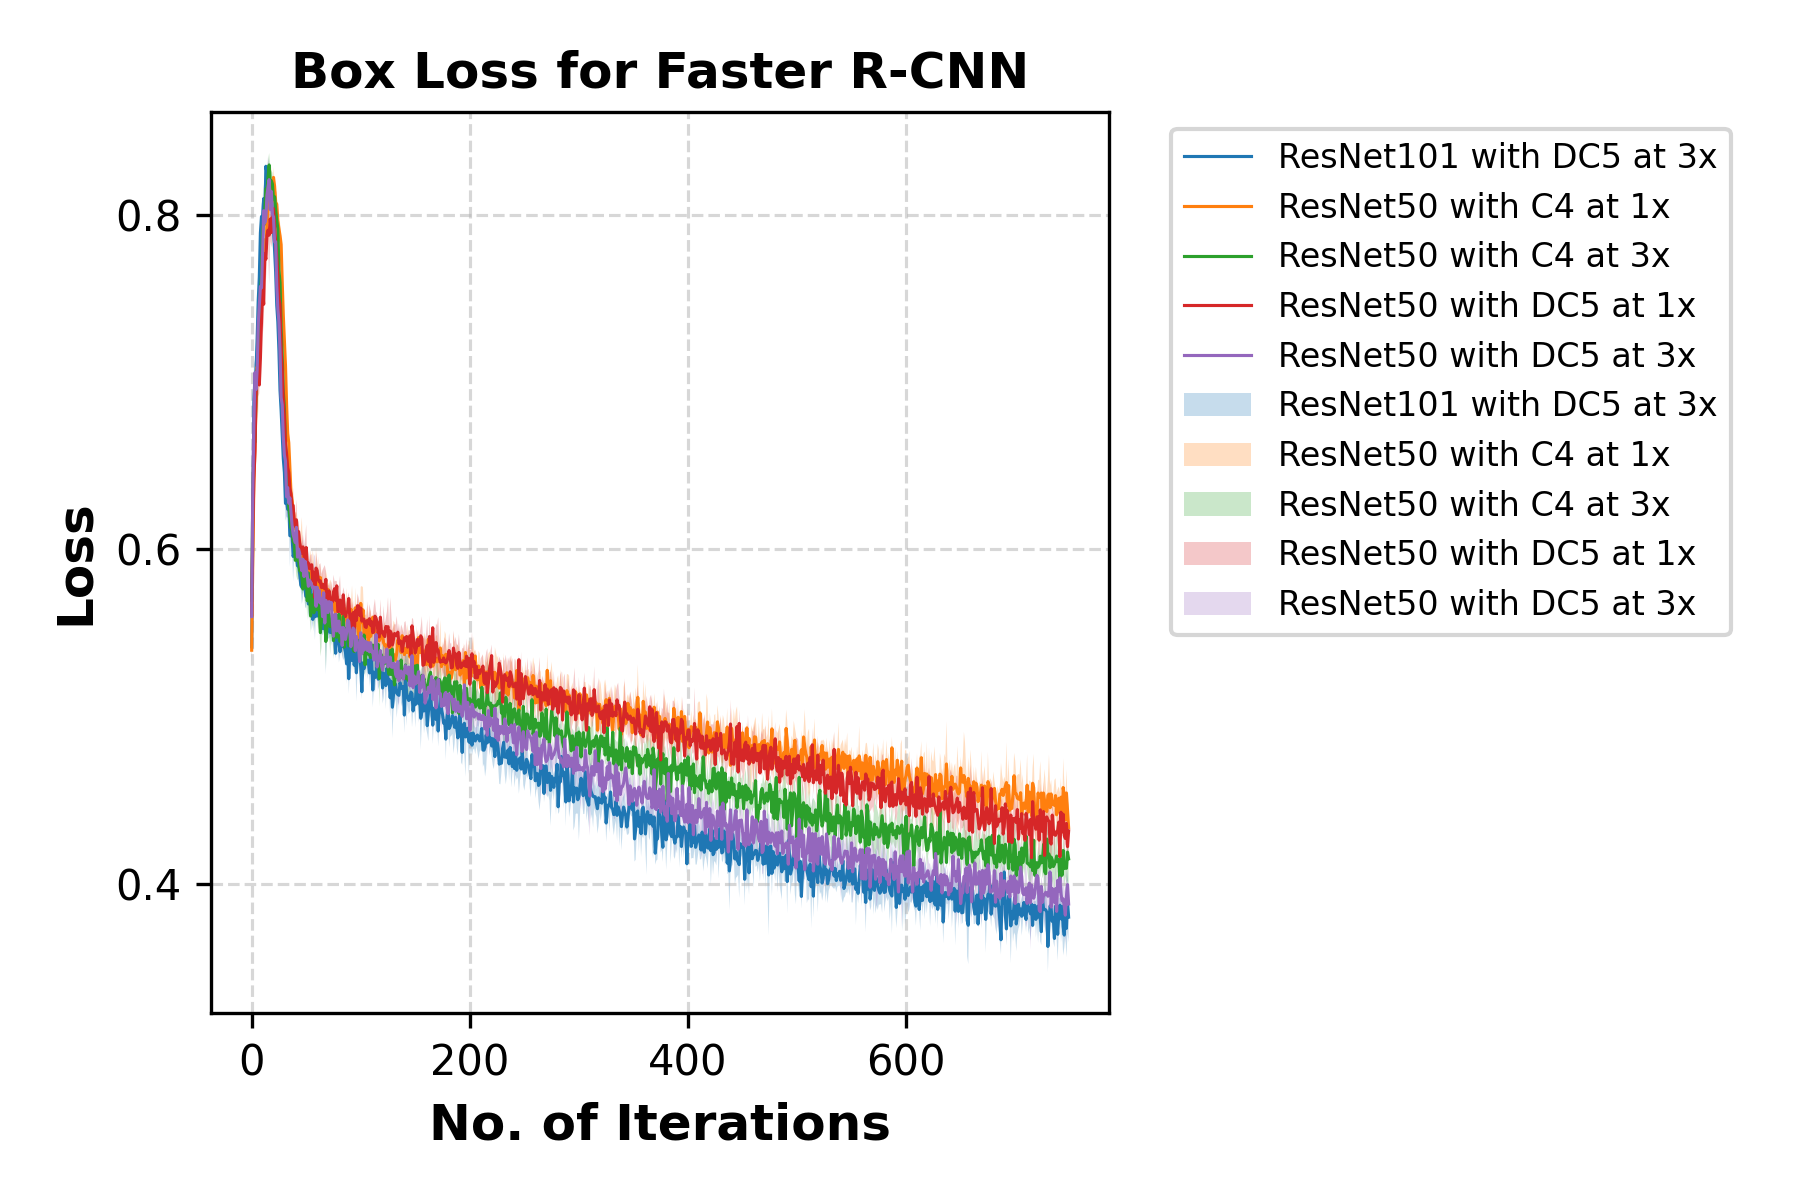 Box Loss for Faster R-CNN
0.8
0.6
0.4
Loss
0
200
400
600
No. of Iterations
ResNet101 with DC5 at 3x
ResNet50 with C4 at 1x
ResNet50 with C4 at 3x
ResNet50 with DC5 at 1x
ResNet50 with DC5 at 3x
ResNet101 with DC5 at 3x
ResNet50 with C4 at 1x
ResNet50 with C4 at 3x
ResNet50 with DC5 at 1x
ResNet50 with DC5 at 3x